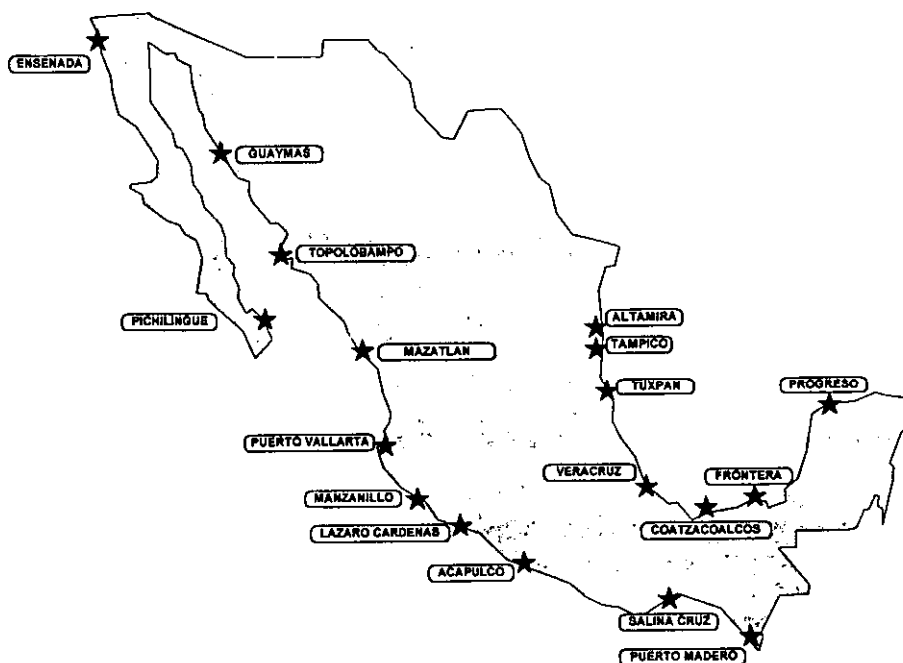 ENSENADA
GUAYMAS
TOPOLOBAMPO
PICHILINGUE
ALTAMIRA
TAMPICO
MAZATLAN
TUXPAN
PROGRESO
PUERTO VALLARTA
VERACRUZ
FRONTERA
MANZANILLO
LAZARO CARDENAS
COATZACOALCOS
ACAPULCO
SALINA CRUZ
PUERTO MADERO